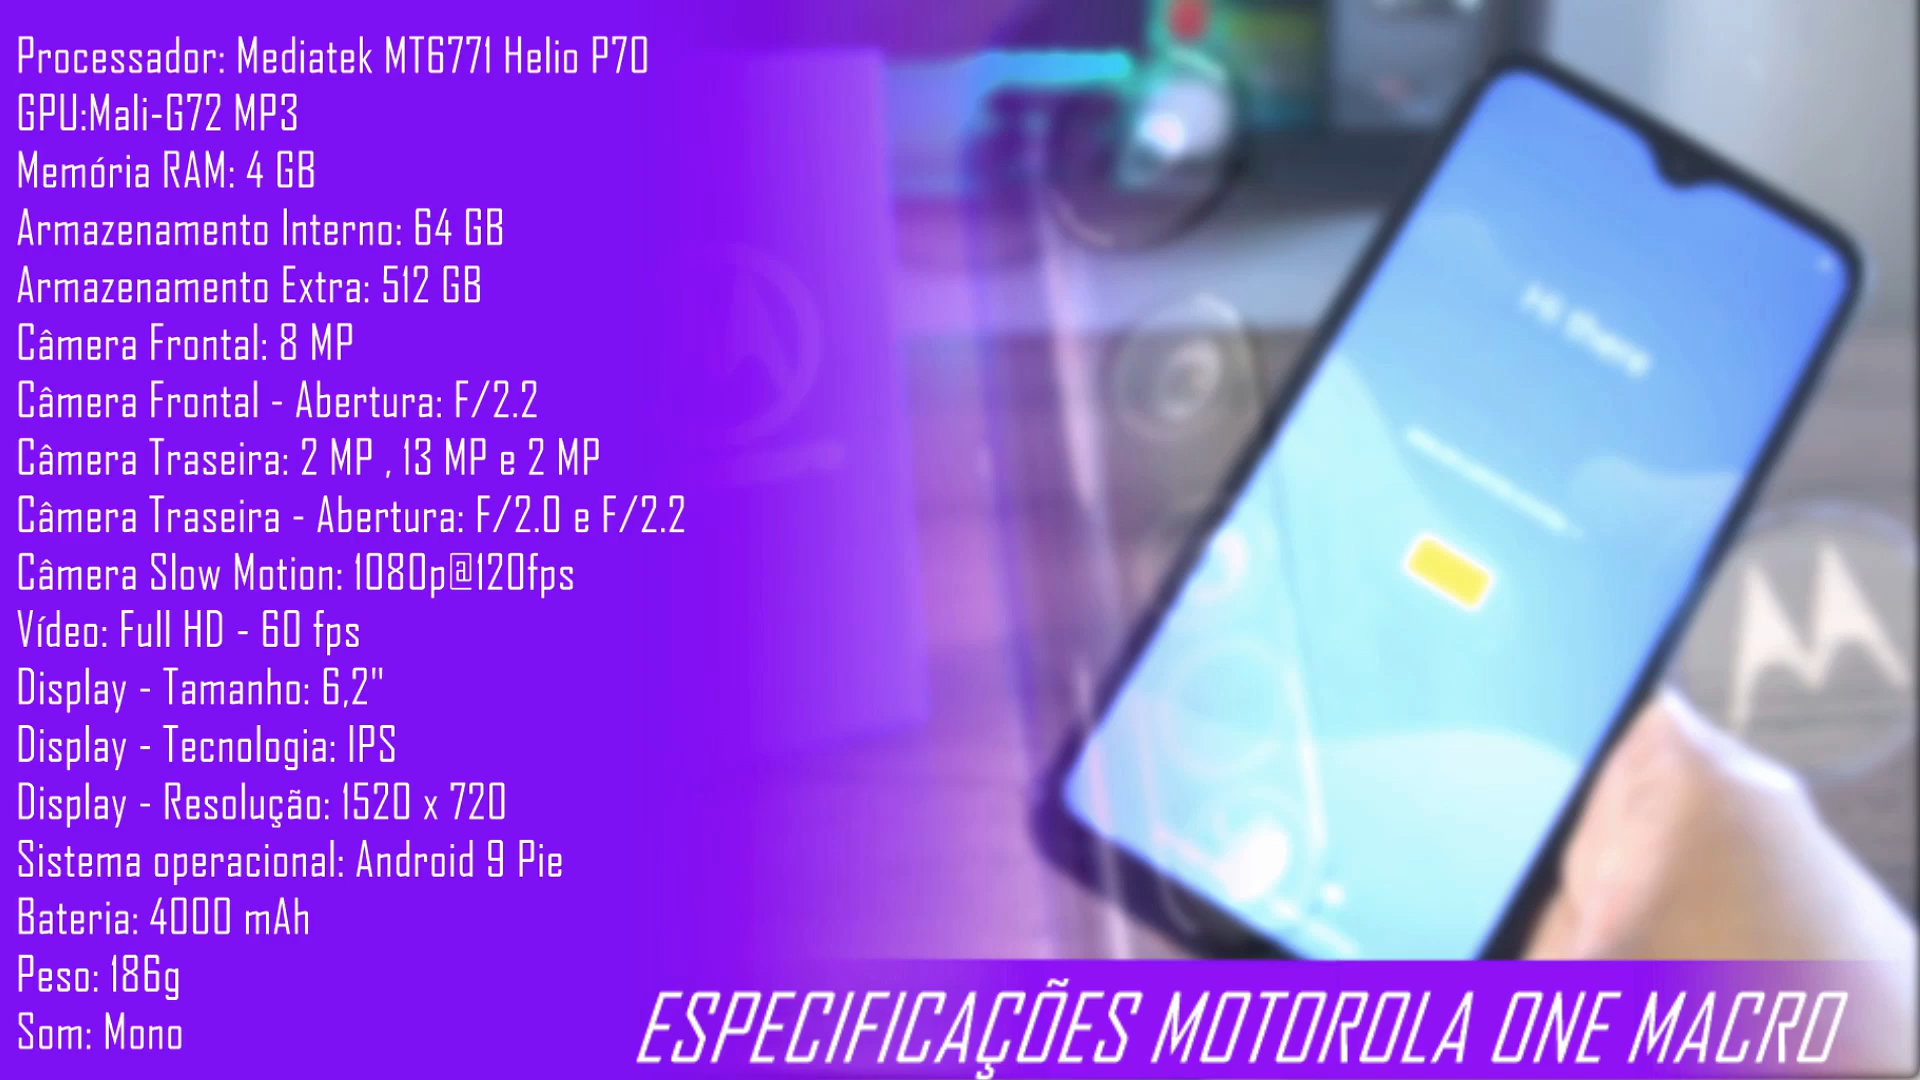 Processador: Mediatek MT6771 Helio P70
GPU:Mali-G72 MP3
Memória RAM: 4 GB
Armazenamento Interno: 64 GB
Armazenamento Extra: 512 GB
Câmera Frontal: 8 MP
Câmera Frontal - Abertura: F/2.2
Câmera Traseira: 2 MP , 13 MP e 2 MP
Câmera Traseira - Abertura: F/2.0 e F/2.2
Câmera Slow Motion: 1080p@120fps
Vídeo: Full HD - 60 fps
Display - Tamanho: 6,2"
Display - Tecnologia: IPS
Display - Resolução: 1520 x 720
Sistema operacional: Android 9 Pie
Bateria: 4000 mAh
Peso: 186g
Som: Mono
Hi there
ESPECIFICAÇÕES MOTOROLA ONE MACRO